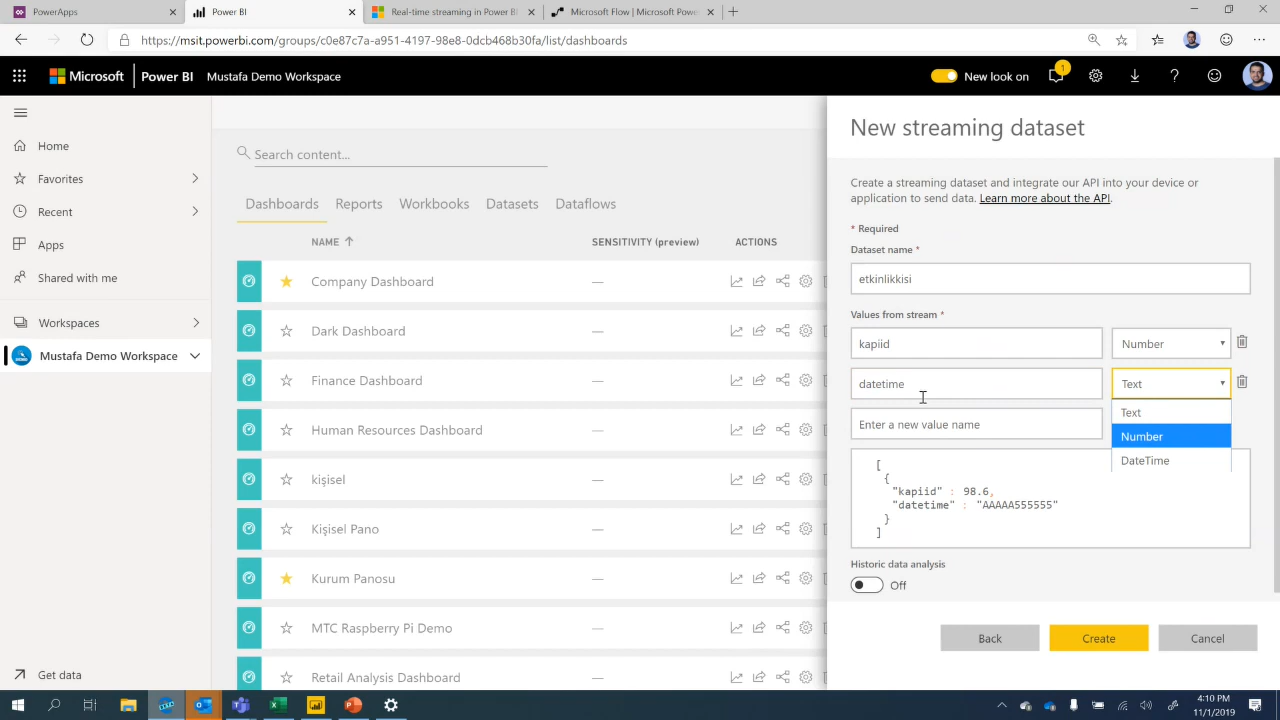 PowerApps
Power BI
Real-time streaming in Power BI
Microsoft Flow | Microsoft Pow
https://msit.powerbi.com/groups/c0e87c7a-a951-4197-98e8-0dcb468b30fa/list/dashboards
Microsoft
Power BI
Mustafa Demo Workspace
New look on
1
Home
Favorites
Recent
Apps
Shared with me
Workspaces
Mustafa Demo Workspace
Get data
Search content...
Dashboards
Reports
Workbooks
Datasets
Dataflows
NAME
SENSITIVITY (preview)
ACTIONS
Company Dashboard
—
Dark Dashboard
—
Finance Dashboard
—
Human Resources Dashboard
—
kişisel
—
Kişisel Pano
—
Kurum Panosu
—
MTC Raspberry Pi Demo
—
Retail Analysis Dashboard
—
New streaming dataset
Create a streaming dataset and integrate our API into your device or
application to send data. Learn more about the API.
* Required
Dataset name *
etkinlikkisi
Values from stream *
kapiid
Number
datetime
Text
Text
Number
DateTime
Enter a new value name
[
{
"kapiid" : 98.6,
"datetime" : "AAAAA555555"
}
]
Historic data analysis
Off
Back
Create
Cancel
4:10 PM
11/1/2019